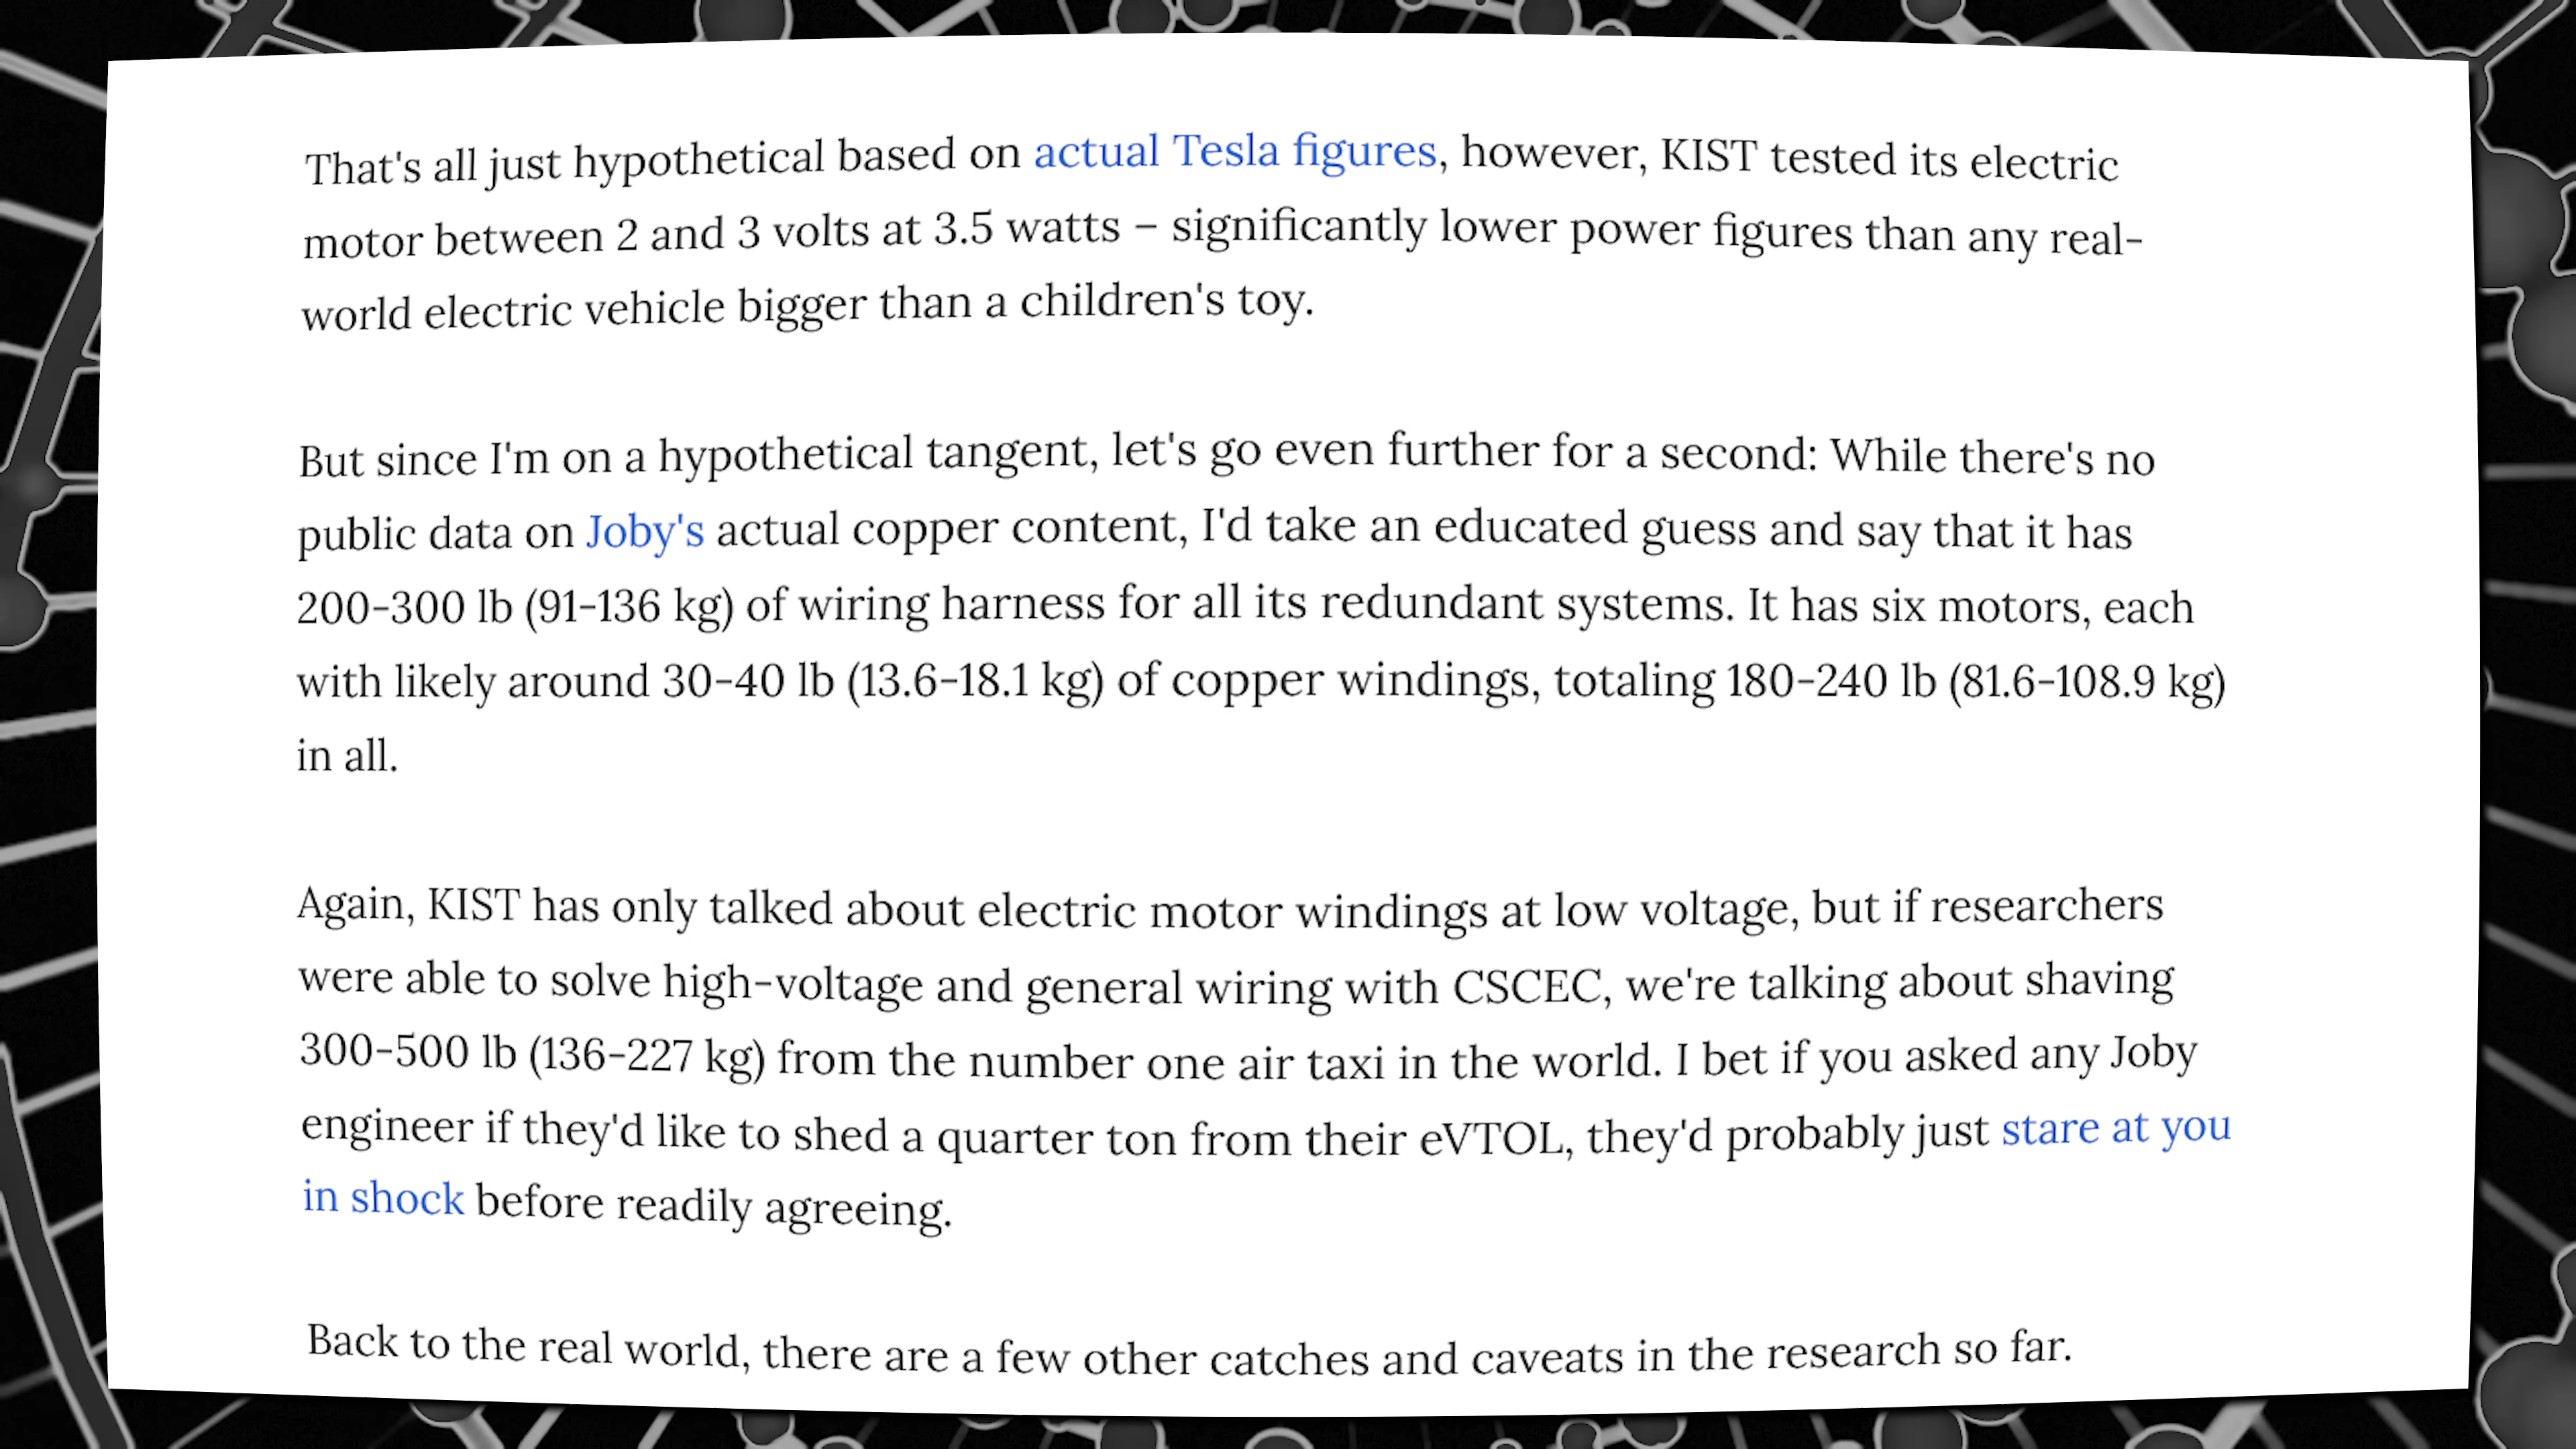 That's all just hypothetical based on actual Tesla figures, however, KIST tested its electric
motor between 2 and 3 volts at 3.5 watts – significantly lower power figures than any real-
world electric vehicle bigger than a children's toy.
But since I'm on a hypothetical tangent, let's go even further for a second: While there's no
public data on Joby's actual copper content, I'd take an educated guess and say that it has
200-300 lb (91-136 kg) of wiring harness for all its redundant systems. It has six motors, each
with likely around 30-40 lb (13.6-18.1 kg) of copper windings, totaling 180-240 lb (81.6-108.9 kg)
in all.
Again, KIST has only talked about electric motor windings at low voltage, but if researchers
were able to solve high-voltage and general wiring with CSCEC, we're talking about shaving
300-500 lb (136-227 kg) from the number one air taxi in the world. I bet if you asked any Joby
engineer if they'd like to shed a quarter ton from their eVTOL, they'd probably just stare at you
in shock before readily agreeing.
Back to the real world, there are a few other catches and caveats in the research so far.